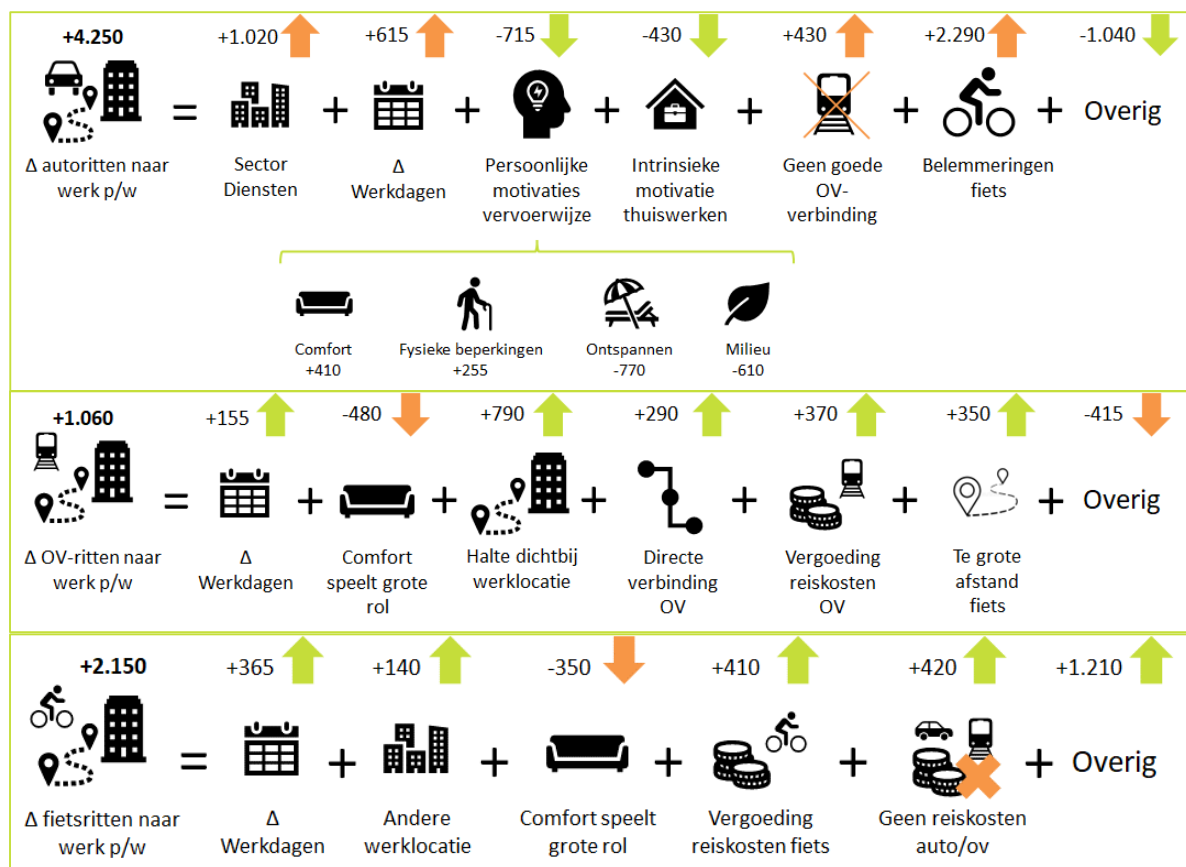 +4.250
+1.020
+615
-715
-430
+430
+2.290
-1.040
=
+
+
+
+
+
+
Overig
Δ autoritten naar
werk p/w
Sector
Diensten
Δ
Werkdagen
Persoonlijke
motivaties
vervoerwijze
Intrinsieke
motivatie
thuiswerken
Geen goede
OV-
verbinding
Belemmeringen
fiets
Comfort
+410
Fysieke beperkingen
+255
Ontspannen
-770
Milieu
-610
+1.060
+155
-480
+790
+290
+370
+350
-415
=
+
+
+
+
+
+
Overig
Δ OV-ritten naar
werk p/w
Δ
Werkdagen
Comfort
speelt grote
rol
Halte dichtbij
werklocatie
Directe
verbinding
OV
Vergoeding
reiskosten
OV
Te grote
afstand
fiets
+2.150
+365
+140
-350
+410
+420
+1.210
=
+
+
+
+
+
Overig
Δ fietsritten naar
werk p/w
Δ
Werkdagen
Andere
werklocatie
Comfort speelt
grote rol
Vergoeding
reiskosten fiets
Geen reiskosten
auto/ov